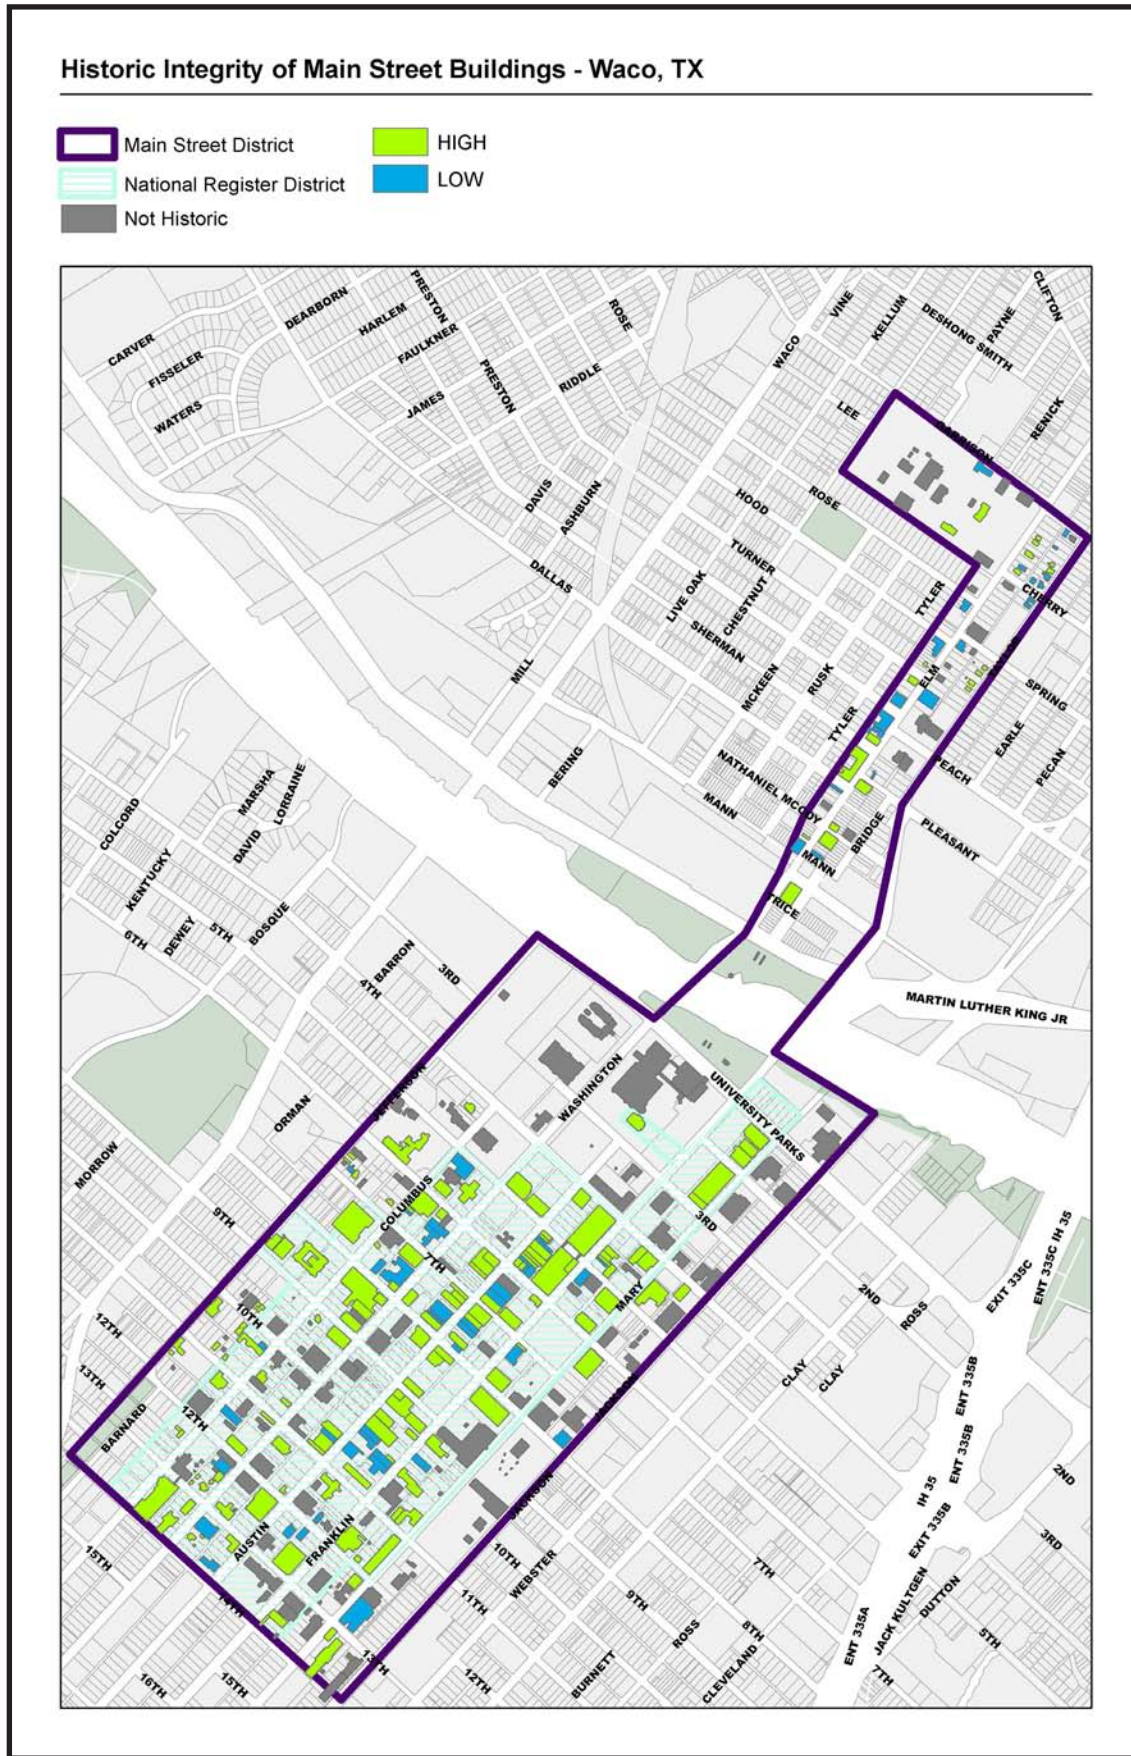 Historic Integrity of Main Street Buildings - Waco, TX
Main Street District
HIGH
National Register District
LOW
Not Historic
CARVER
FISSELER
WATERS
DEARBORN
HARLEM
PRESTON
FAULKNER
ROSE
PRESTON
RIDDLE
JAMES
WACO
VINE
KELLUM
DESHONG SMITH
PAYNE
CLIFTON
LEE
GARRISON
RENICK
ROSE
HOOD
DAVIS
ASHBURN
DALLAS
TURNER
LIVE OAK
CHESTNUT
SHERMAN
TYLER
CHERRY
MILL
MCKEEN
RUSK
ELM
SPRING
TYLER
EARLE
PECAN
BERING
NATHANIEL MCCOY
MANN
PEACH
BRIDGE
PLEASANT
MANN
TRICE
MARSHA
LORRAINE
DAVID
COLCORD
KENTUCKY
DEWEY
6TH
5TH
BOSQUE
BARRON
3RD
4TH
MARTIN LUTHER KING JR
JEFFERSON
WASHINGTON
UNIVERSITY PARKS
ORMAN
MORROW
9TH
COLUMBUS
7TH
3RD
MARY
10TH
12TH
13TH
BARNARD
12TH
2ND
ROSS
EXIT 335C
ENT 335C IH 35
CLAY
CLAY
JACKSON
ENT 335B
ENT 335B
IH 35
EXIT 335B
2ND
3RD
AUSTIN
FRANKLIN
JACKSON
15TH
14TH
10TH
WEBSTER
11TH
7TH
9TH
8TH
ROSS
JACK KULTGEN
DUTTON
5TH
ENT 335A
7TH
13TH
16TH
15TH
12TH
BURNETT
CLEVELAND